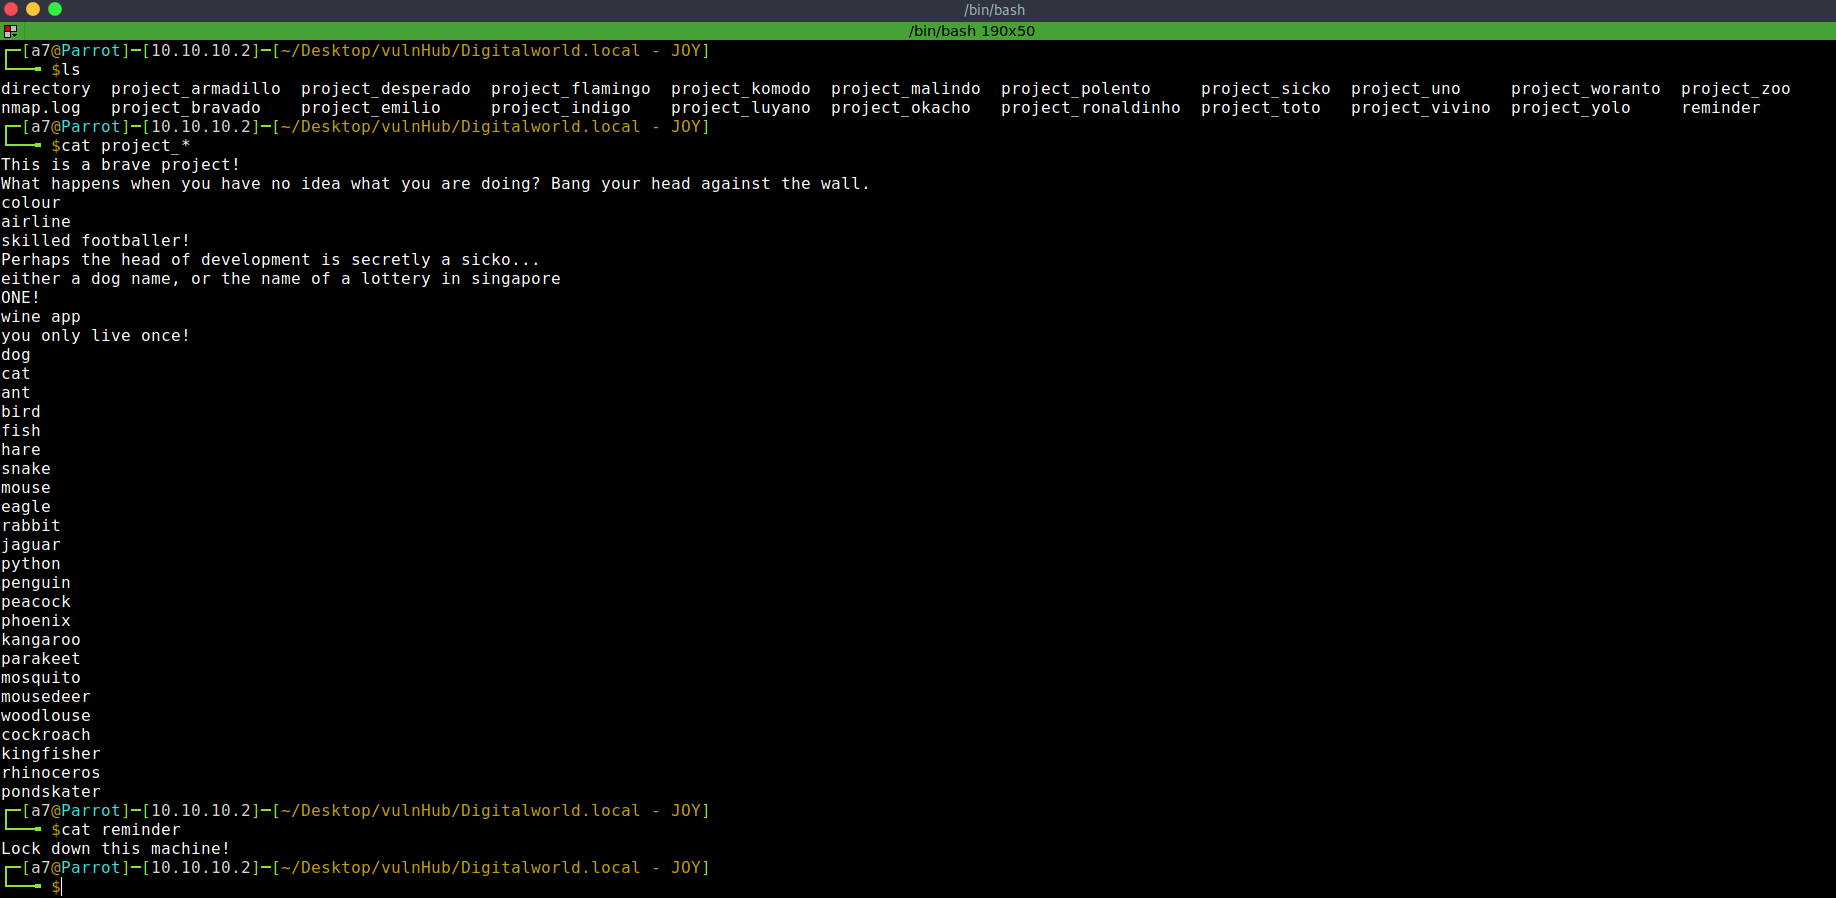 /bin/bash
/bin/bash 190x50
┌─[a7@Parrot]─[10.10.10.2]─[~/Desktop/vulnHub/Digitalworld.local - JOY]
└──╼ $ls
directory  project_armadillo  project_desperado  project_flamingo  project_komodo  project_malindo  project_polento     project_sicko  project_uno     project_woranto  project_zoo
nmap.log   project_bravado    project_emilio     project_indigo    project_luyano  project_okacho   project_ronaldinho  project_toto   project_vivino  project_yolo     reminder
┌─[a7@Parrot]─[10.10.10.2]─[~/Desktop/vulnHub/Digitalworld.local - JOY]
└──╼ $cat project_*
This is a brave project!
What happens when you have no idea what you are doing? Bang your head against the wall.
colour
airline
skilled footballer!
Perhaps the head of development is secretly a sicko...
either a dog name, or the name of a lottery in singapore
ONE!
wine app
you only live once!
dog
cat
ant
bird
fish
hare
snake
mouse
eagle
rabbit
jaguar
python
penguin
peacock
phoenix
kangaroo
parakeet
mosquito
mousedeer
woodlouse
cockroach
kingfisher
rhinoceros
pondskater
┌─[a7@Parrot]─[10.10.10.2]─[~/Desktop/vulnHub/Digitalworld.local - JOY]
└──╼ $cat reminder
Lock down this machine!
┌─[a7@Parrot]─[10.10.10.2]─[~/Desktop/vulnHub/Digitalworld.local - JOY]
└──╼ $